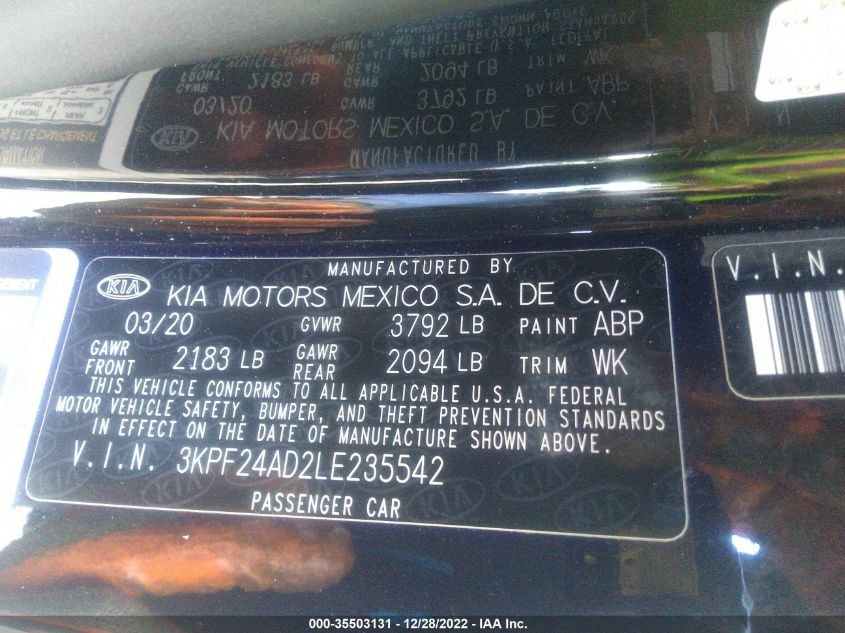 MANUFACTURED BY
KIA KIA MOTORS MEXICO S.A. DE C.V.
03/20 GVWR 3792 LB PAINT ABP
GAWR FRONT 2183 LB GAWR REAR 2094 LB TRIM WK
THIS VEHICLE CONFORMS TO ALL APPLICABLE U.S.A. FEDERAL
MOTOR VEHICLE SAFETY, BUMPER, AND THEFT PREVENTION STANDARDS
IN EFFECT ON THE DATE OF MANUFACTURE SHOWN ABOVE.
V.I.N. 3KPF24AD2LE235542
PASSENGER CAR
V.I.N.
000-35503131 - 12/28/2022 - IAA Inc.